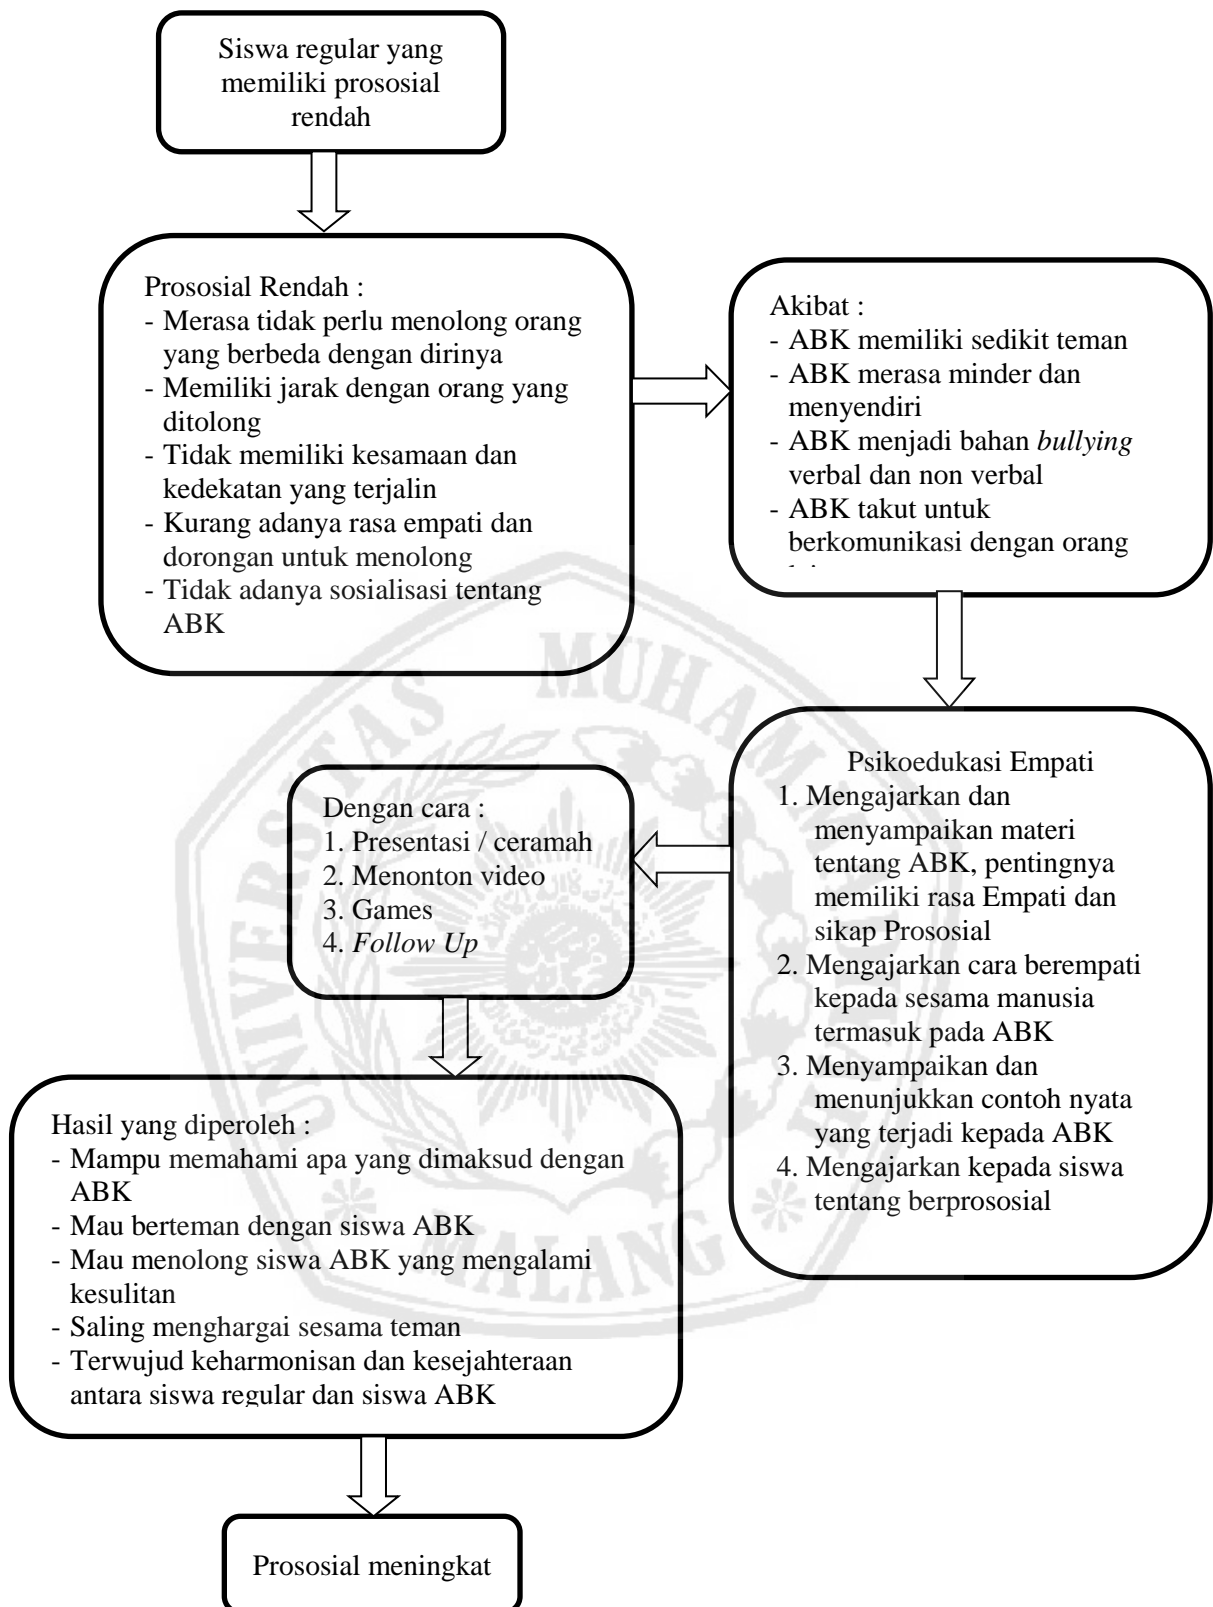 Siswa regular yang
memiliki prososial
rendah
Prososial Rendah :
- Merasa tidak perlu menolong orang
yang berbeda dengan dirinya
- Memiliki jarak dengan orang yang
ditolong
- Tidak memiliki kesamaan dan
kedekatan yang terjalin
- Kurang adanya rasa empati dan
dorongan untuk menolong
- Tidak adanya sosialisasi tentang
ABK
Akibat :
- ABK memiliki sedikit teman
- ABK merasa minder dan
menyendiri
- ABK menjadi bahan bullying
verbal dan non verbal
- ABK takut untuk
berkomunikasi dengan orang
Psikoedukasi Empati
1. Mengajarkan dan
menyampaikan materi
tentang ABK, pentingnya
memiliki rasa Empati dan
sikap Prososial
2. Mengajarkan cara berempati
kepada sesama manusia
termasuk pada ABK
3. Menyampaikan dan
menunjukkan contoh nyata
yang terjadi kepada ABK
4. Mengajarkan kepada siswa
tentang berprososial
Dengan cara :
1. Presentasi / ceramah
2. Menonton video
3. Games
4. Follow Up
Hasil yang diperoleh :
- Mampu memahami apa yang dimaksud dengan
ABK
- Mau berteman dengan siswa ABK
- Mau menolong siswa ABK yang mengalami
kesulitan
- Saling menghargai sesama teman
- Terwujud keharmonisan dan kesejahteraan
antara siswa regular dan siswa ABK
Prososial meningkat
UNIVERSITAS MUHAMMADIYAH
MALANG